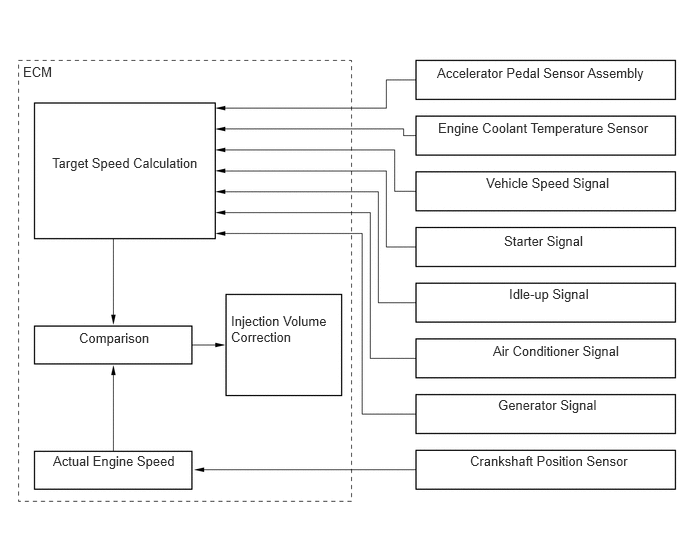 ECM
Accelerator Pedal Sensor Assembly
Engine Coolant Temperature Sensor
Target Speed Calculation
Vehicle Speed Signal
Starter Signal
Idle-up Signal
Injection Volume
Correction
Comparison
Air Conditioner Signal
Generator Signal
Actual Engine Speed
Crankshaft Position Sensor